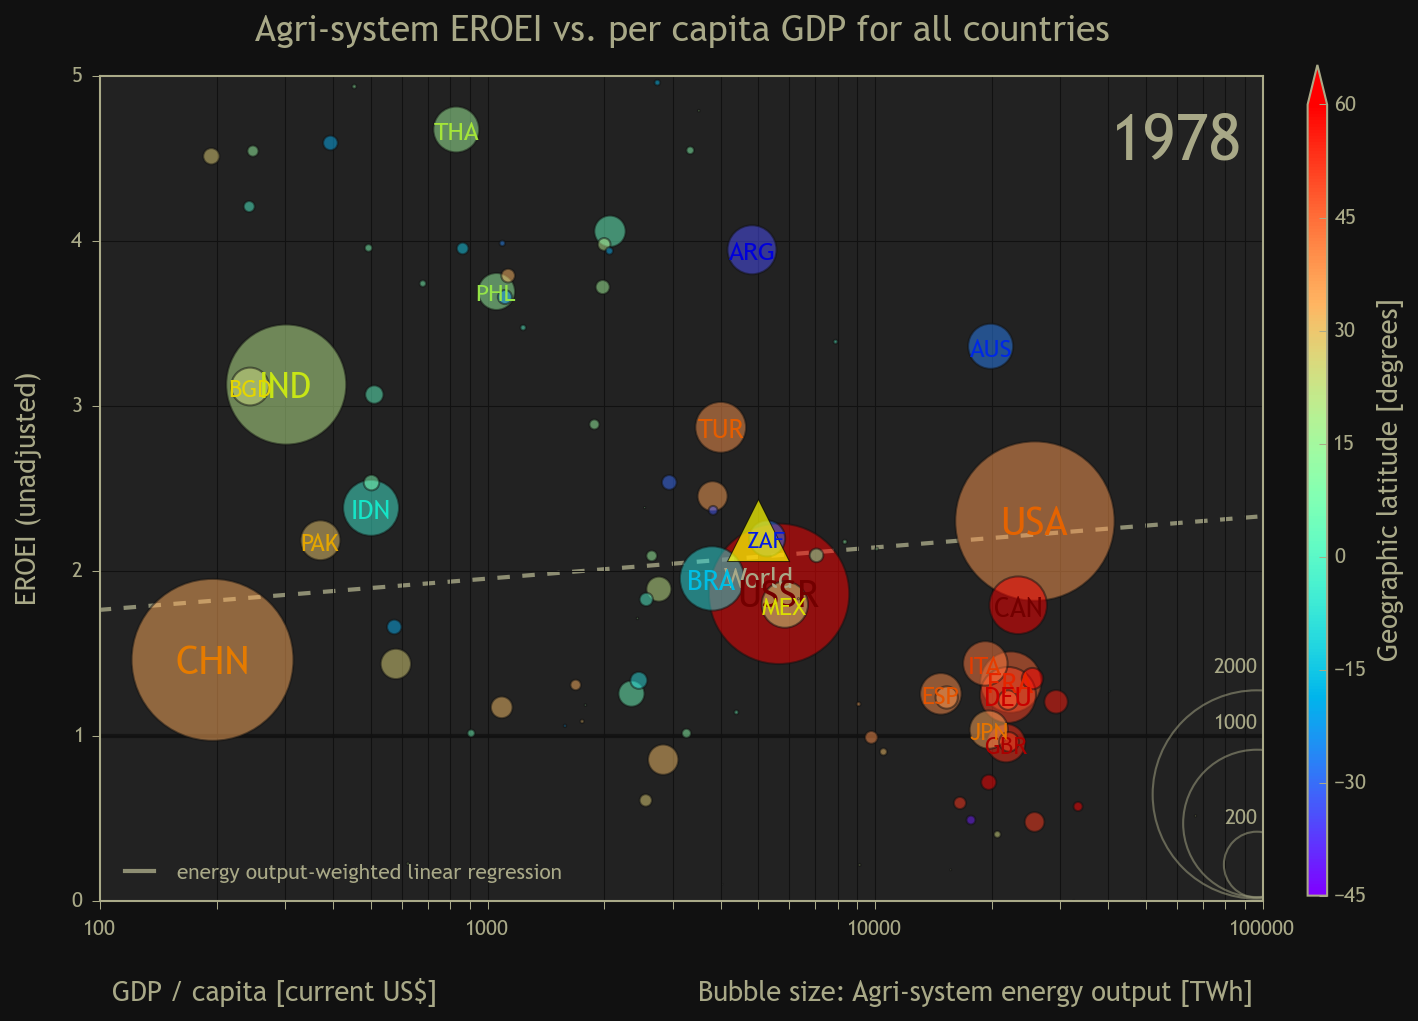 Agri-system EROEI vs. per capita GDP for all countries
1978
EROEI (unadjusted)
5
4
3
2
1
0
THA
ARG
PHL
AUS
BGD
IND
TUR
IDN
PAK
USA
ZAF
World
BRA
USSR
MEX
CAN
CHN
ITA
FRA
ESP
DEU
JPN
GBR
2000
1000
200
energy output-weighted linear regression
100
1000
10000
100000
GDP / capita [current US$]
Bubble size: Agri-system energy output [TWh]
60
45
30
15
0
−15
−30
−45
Geographic latitude [degrees]